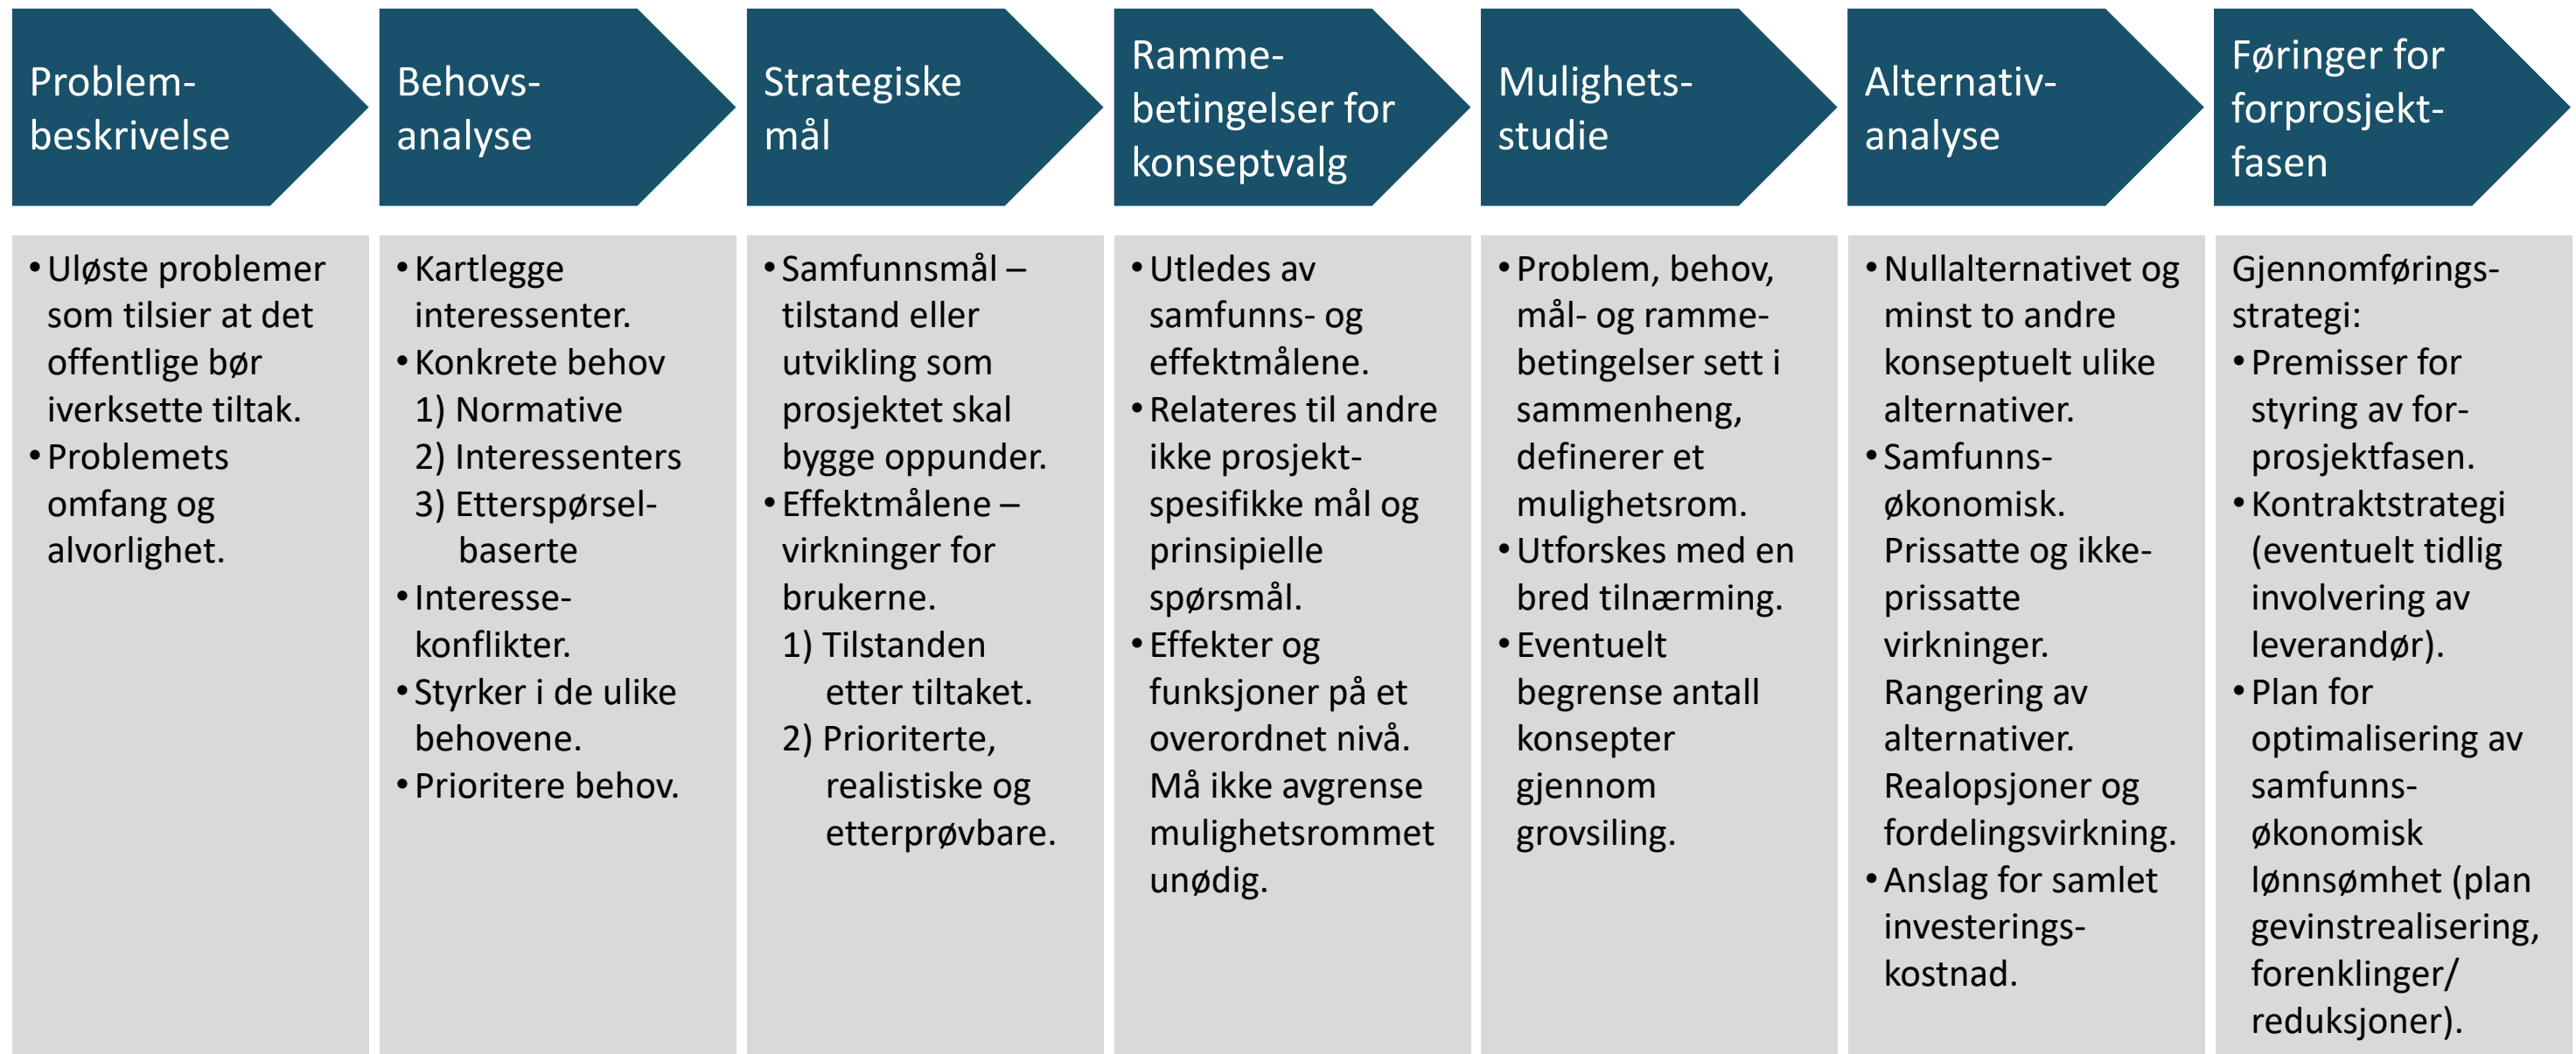 Problem-
beskrivelse
Behovs-
analyse
Strategiske
mål
Ramme-
betingelser for
konseptvalg
Mulighets-
studie
Alternativ-
analyse
Føringer for
forprosjekt-
fasen
• Uløste problemer
som tilsier at det
offentlige bør
iverksette tiltak.
• Problemets
omfang og
alvorlighet.
• Kartlegge
interessenter.
• Konkrete behov
1) Normative
2) Interessenters
3) Etterspørsel-
baserte
• Interesse-
konflikter.
• Styrker i de ulike
behovene.
• Prioritere behov.
• Samfunnsmål –
tilstand eller
utvikling som
prosjektet skal
bygge oppunder.
• Effektmålene –
virkninger for
brukerne.
1) Tilstanden
etter tiltaket.
2) Prioriterte,
realistiske og
etterprøvbare.
• Utledes av
samfunns- og
effektmålene.
• Relateres til andre
ikke prosjekt-
spesifikke mål og
prinsipielle
spørsmål.
• Effekter og
funksjoner på et
overordnet nivå.
Må ikke avgrense
mulighetsrommet
unødig.
• Problem, behov,
mål- og ramme-
betingelser sett i
sammenheng,
definerer et
mulighetsrom.
• Utforskes med en
bred tilnærming.
• Eventuelt
begrense antall
konsepter
gjennom
grovsiling.
• Nullalternativet og
minst to andre
konseptuelt ulike
alternativer.
• Samfunns-
økonomisk.
Prissatte og ikke-
prissatte
virkninger.
Rangering av
alternativer.
Realopsjoner og
fordelingsvirkning.
• Anslag for samlet
investerings-
kostnad.
Gjennomførings-
strategi:
• Premisser for
styring av for-
prosjektfasen.
• Kontraktstrategi
(eventuelt tidlig
involvering av
leverandør).
• Plan for
optimalisering av
samfunns-
økonomisk
lønnsømhet (plan
gevinstrealisering,
forenklinger/
reduksjoner).